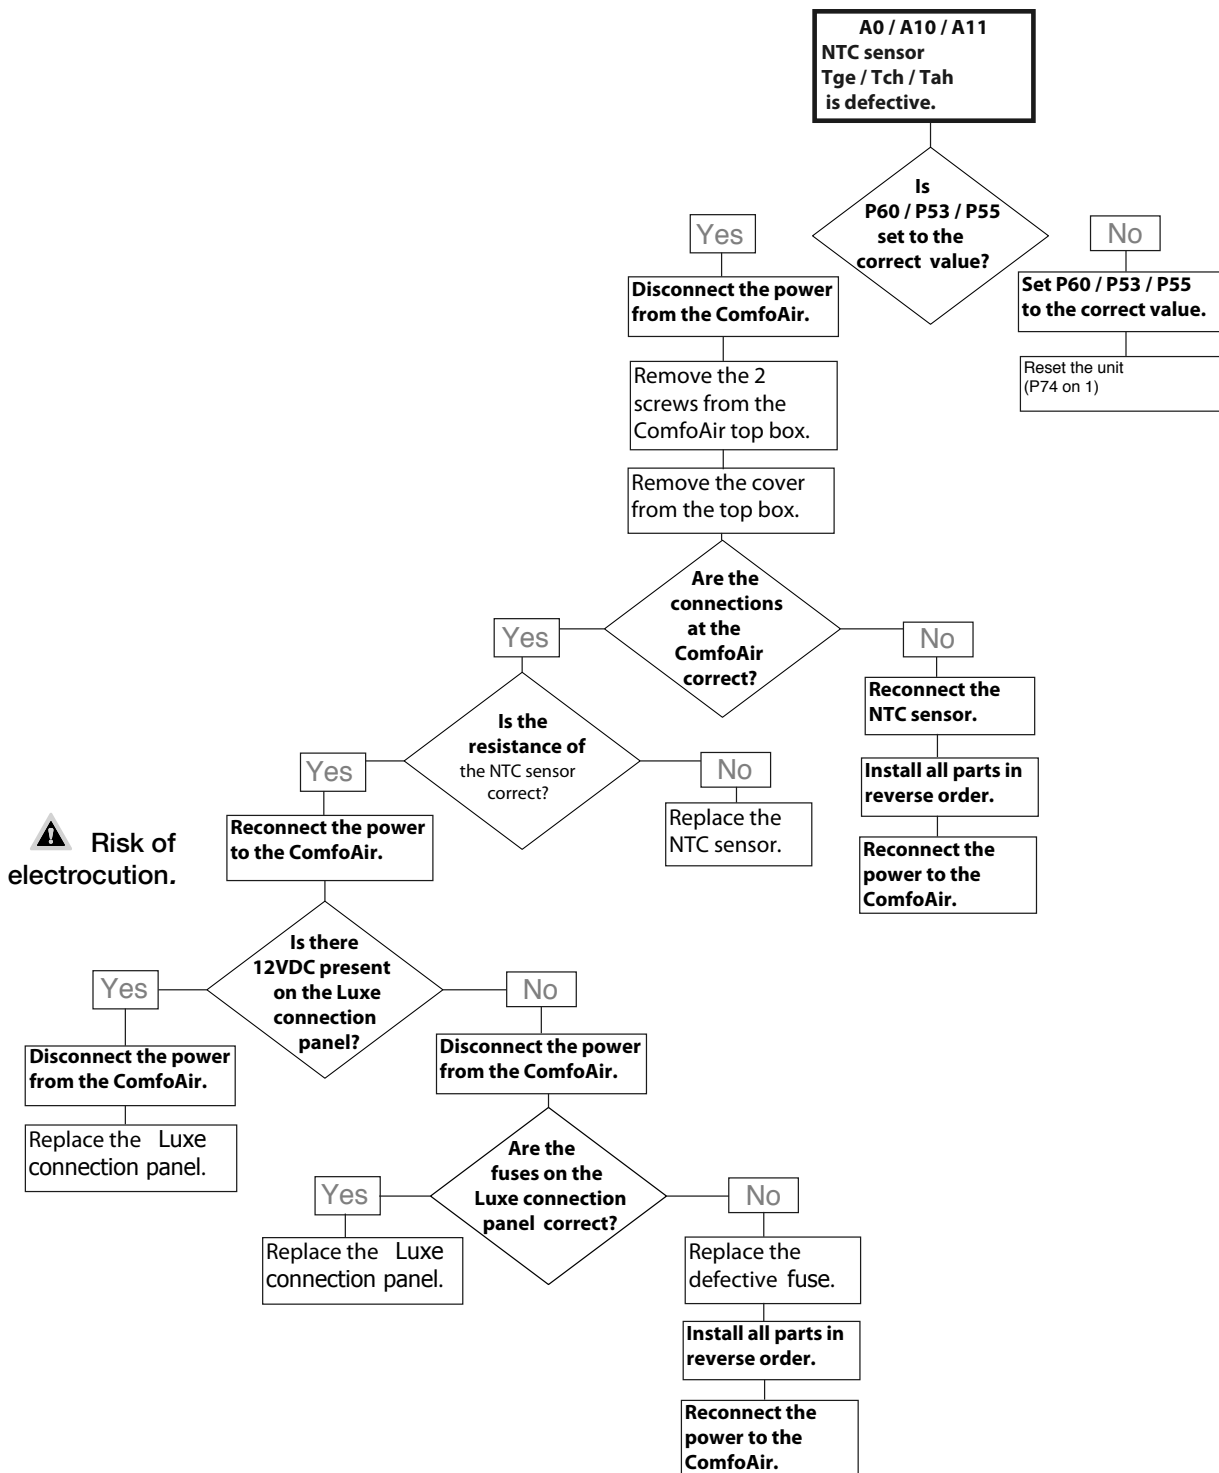 A0 / A10 / A11
NTC sensor
Tge / Tch / Tah
is defective.
Is
P60 / P53 / P55
set to the
correct value?
Yes
No
Disconnect the power
from the ComfoAir.
Set P60 / P53 / P55
to the correct value.
Remove the 2
screws from the
ComfoAir top box.
Reset the unit
(P74 on 1)
Remove the cover
from the top box.
Are the
connections
at the
ComfoAir
correct?
Yes
No
Reconnect the
NTC sensor.
Install all parts in
reverse order.
Reconnect the
power to the
ComfoAir.
Is the
resistance of
the NTC sensor
correct?
Yes
No
Replace the
NTC sensor.
Reconnect the power
to the ComfoAir.
Risk of
electrocution.
Is there
12VDC present
on the Luxe
connection
panel?
Yes
No
Disconnect the power
from the ComfoAir.
Replace the Luxe
connection panel.
Disconnect the power
from the ComfoAir.
Are the
fuses on the
Luxe connection
panel correct?
Yes
No
Replace the Luxe
connection panel.
Replace the
defective fuse.
Install all parts in
reverse order.
Reconnect the
power to the
ComfoAir.